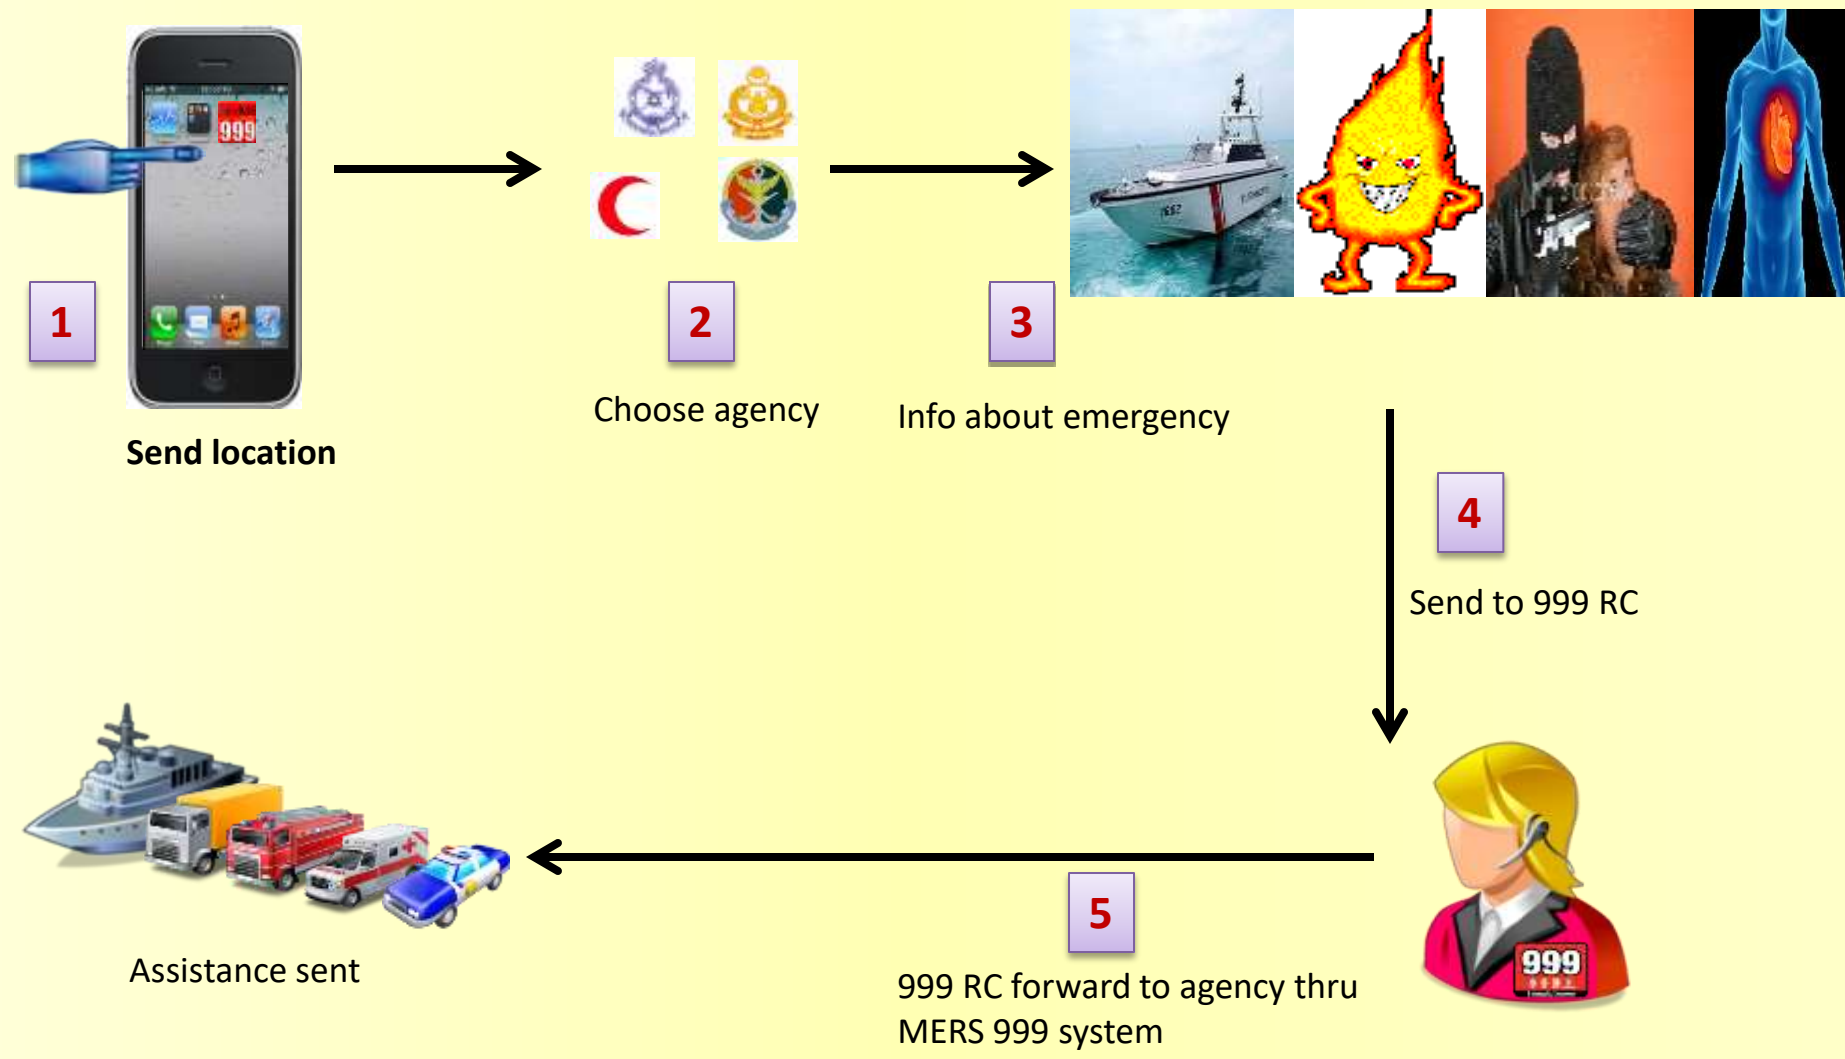 999
1
Send location
2
Choose agency
3
Info about emergency
4
Send to 999 RC
999
5
999 RC forward to agency thru
MERS 999 system
Assistance sent